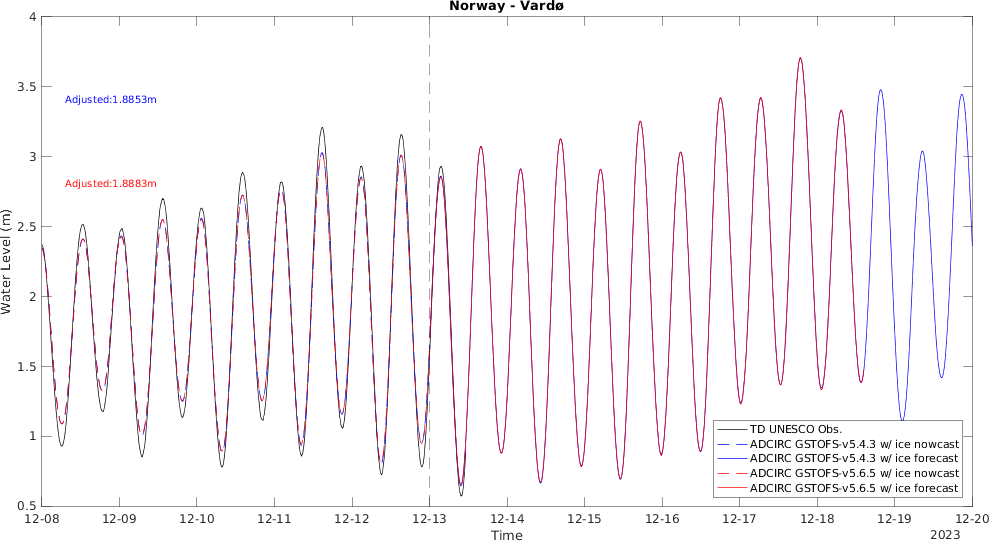 Norway - Vardø
4
3.5
3
2.5
2
1.5
1
0.5
Water Level (m)
Adjusted:1.8853m
Adjusted:1.8883m
TD UNESCO Obs.
ADCIRC GSTOFS-v5.4.3 w/ ice nowcast
ADCIRC GSTOFS-v5.4.3 w/ ice forecast
ADCIRC GSTOFS-v5.6.5 w/ ice nowcast
ADCIRC GSTOFS-v5.6.5 w/ ice forecast
12-08 12-09 12-10 12-11 12-12 12-13 12-14 12-15 12-16 12-17 12-18 12-19 12-20
Time
2023